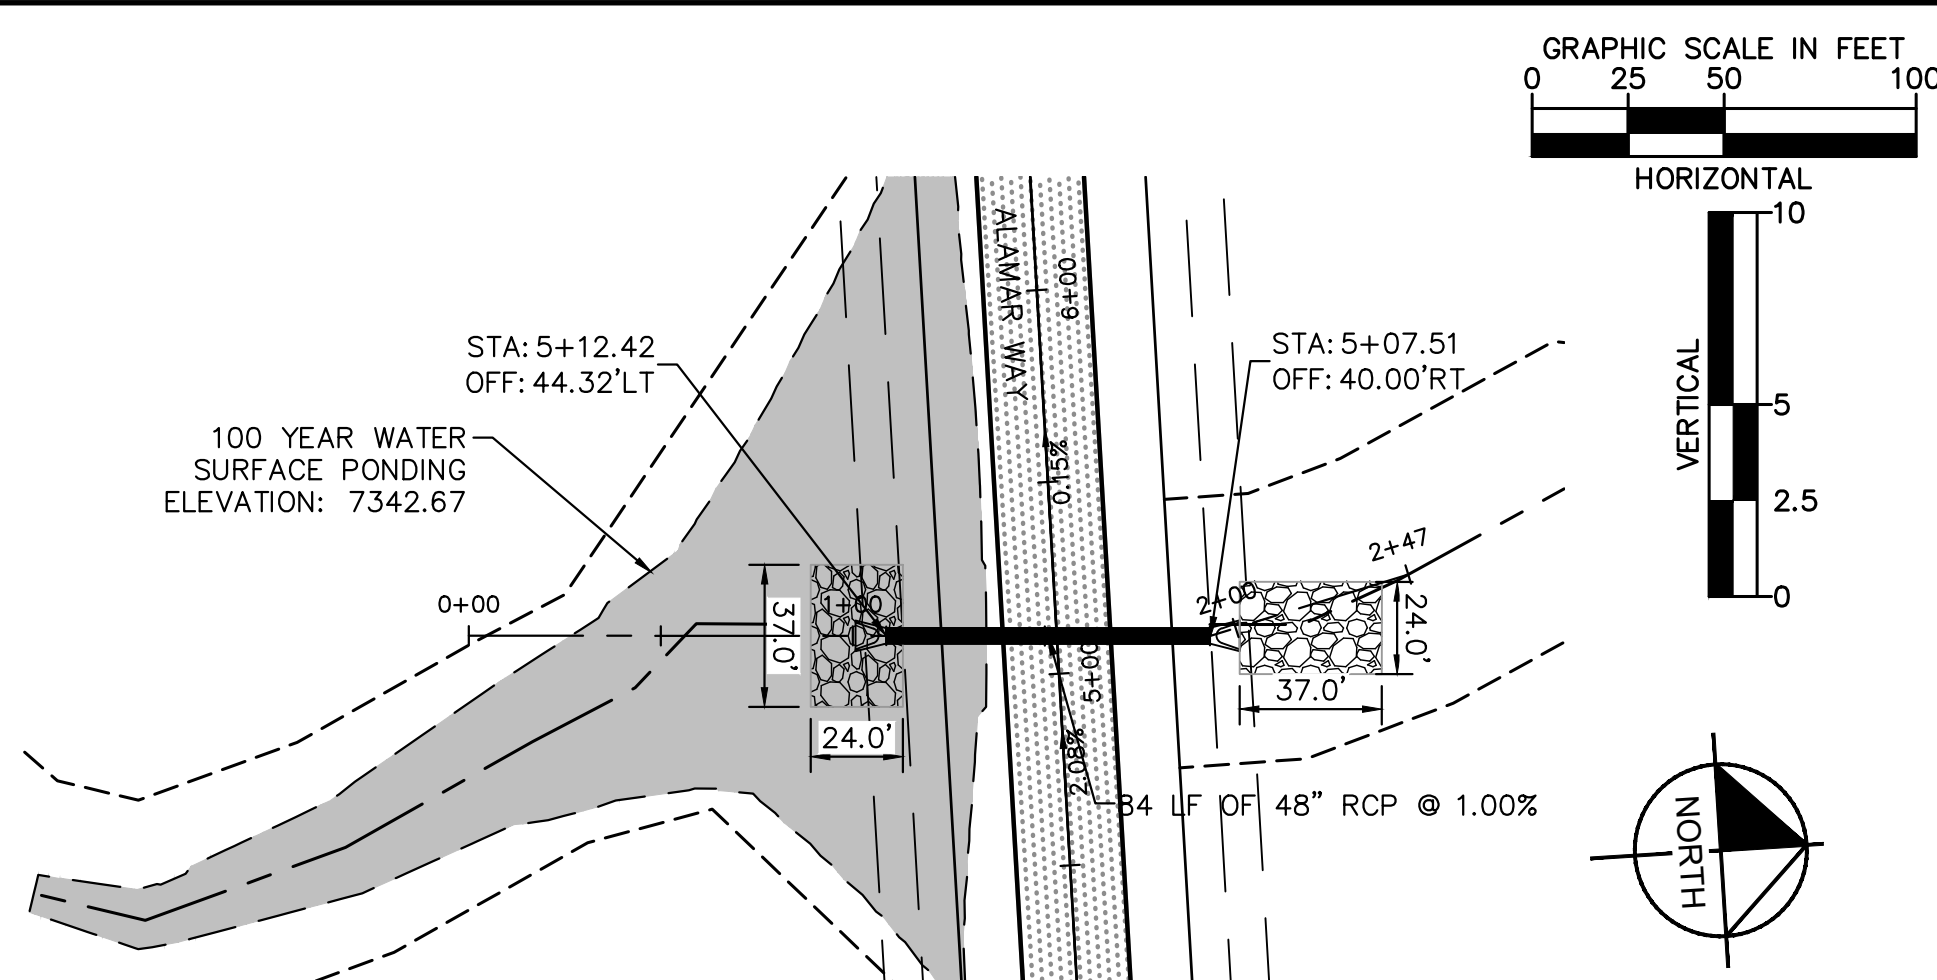 GRAPHIC SCALE IN FEET
0 25 50 100
HORIZONTAL
10
5
2.5
0
VERTICAL
ALAMAR WAY
6+00
STA: 5+12.42
OFF: 44.32'LT
STA: 5+07.51
OFF: 40.00'RT
100 YEAR WATER
SURFACE PONDING
ELEVATION: 7342.67
0.15%
0+00
1+00
2+00
2+47
37.0'
24.0'
24.0'
37.0'
5+00
2.08%
84 LF OF 48" RCP @ 1.00%
NORTH